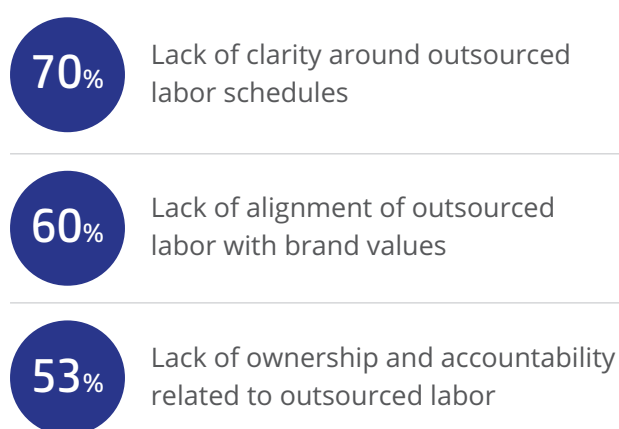 70%
Lack of clarity around outsourced
labor schedules
60%
Lack of alignment of outsourced
labor with brand values
53%
Lack of ownership and accountability
related to outsourced labor